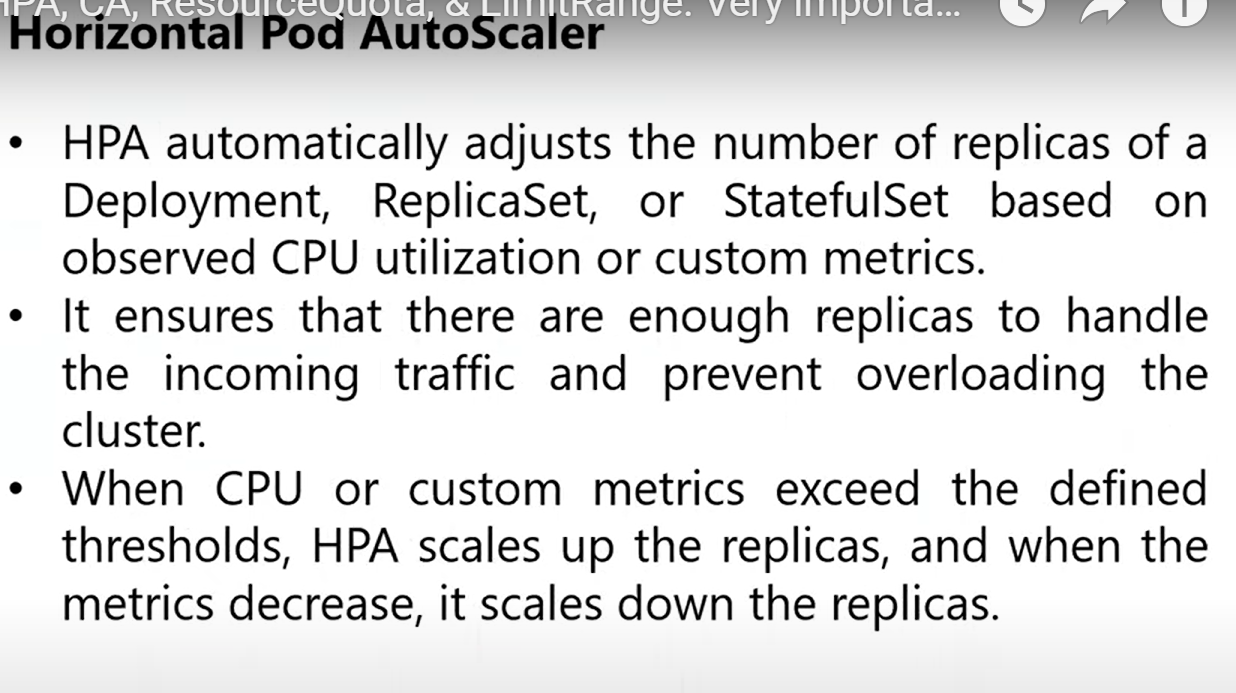 HPA, CA, ResourceQuota, & LimitRange. Very importa...
Horizontal Pod AutoScaler
• HPA automatically adjusts the number of replicas of a
Deployment, ReplicaSet, or StatefulSet based on
observed CPU utilization or custom metrics.
• It ensures that there are enough replicas to handle
the incoming traffic and prevent overloading the
cluster.
• When CPU or custom metrics exceed the defined
thresholds, HPA scales up the replicas, and when the
metrics decrease, it scales down the replicas.